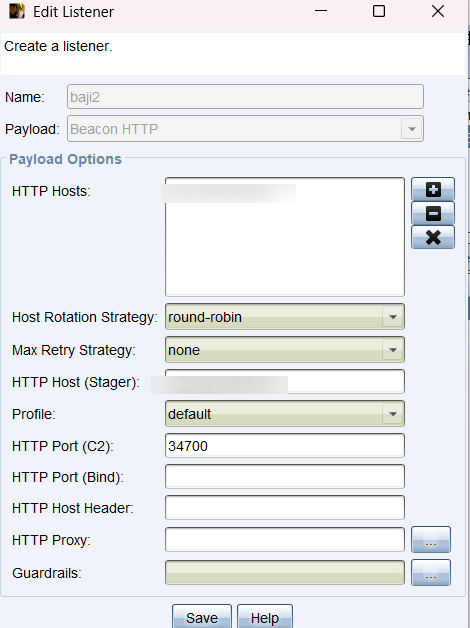 Edit Listener
Create a listener.
Name: baji2
Payload: Beacon HTTP
Payload Options
HTTP Hosts:
Host Rotation Strategy: round-robin
Max Retry Strategy: none
HTTP Host (Stager):
Profile: default
HTTP Port (C2): 34700
HTTP Port (Bind):
HTTP Host Header:
HTTP Proxy: ...
Guardrails: ...
Save Help